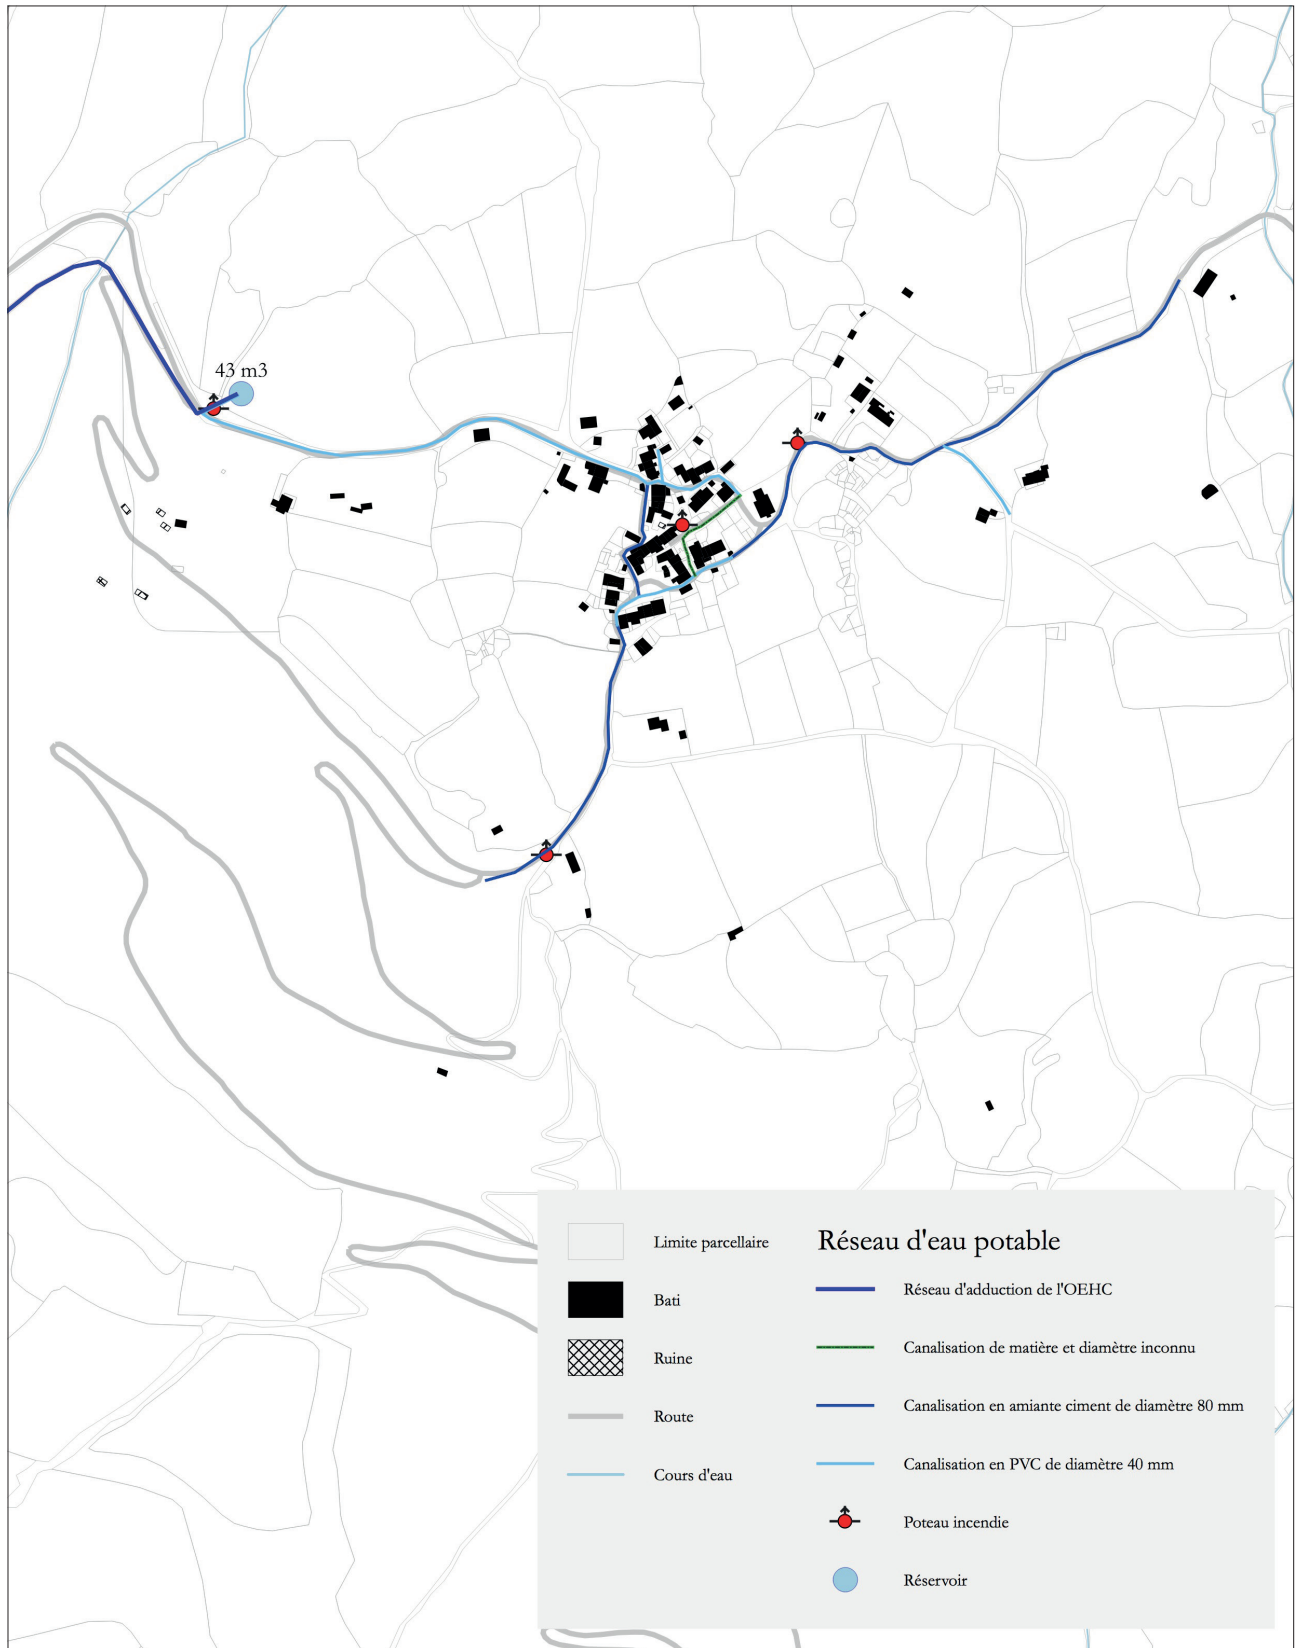 43 m3
Réseau d'eau potable
Limite parcellaire
Bati
Ruine
Route
Cours d'eau
Réseau d'adduction de l'OEHC
Canalisation de matière et diamètre inconnu
Canalisation en amiante ciment de diamètre 80 mm
Canalisation en PVC de diamètre 40 mm
Poteau incendie
Réservoir